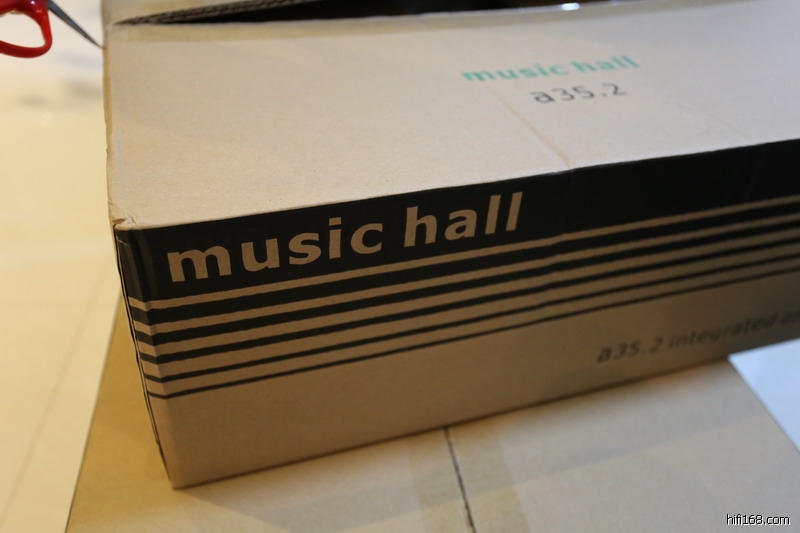 music hall
a35.2
music hall
a35.2 integrated
hifi168.com